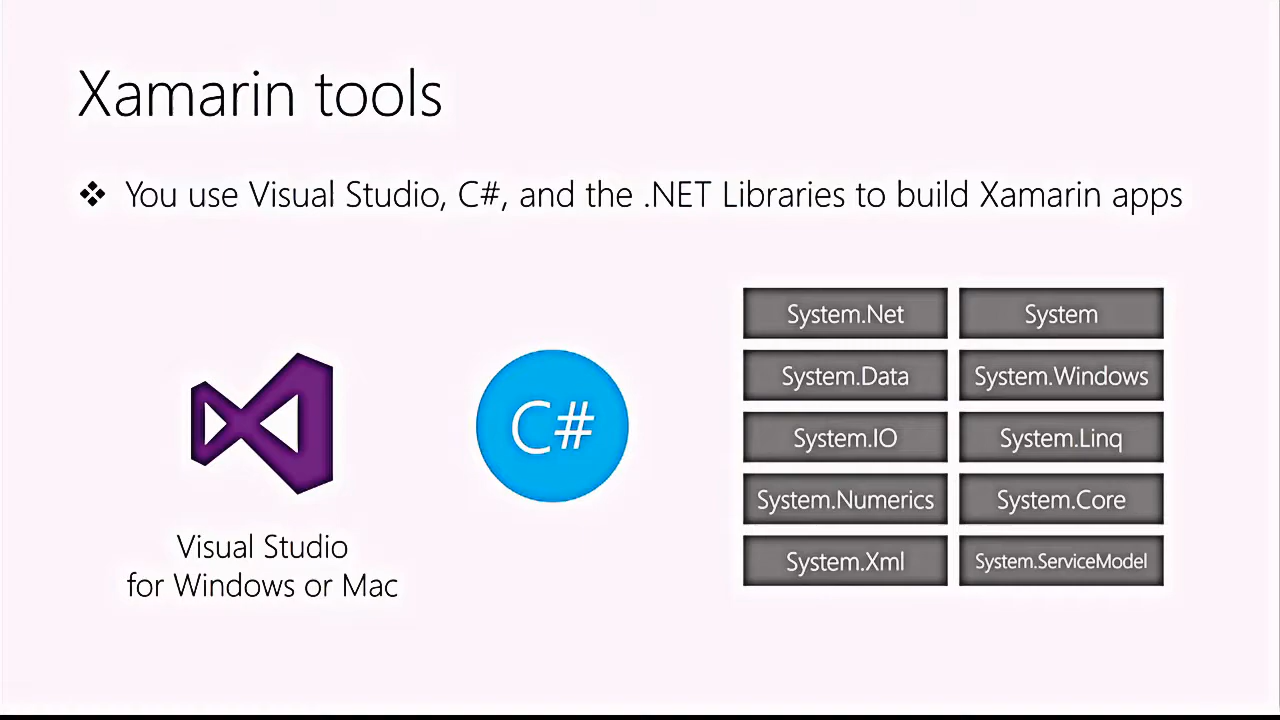 Xamarin tools
❖ You use Visual Studio, C#, and the .NET Libraries to build Xamarin apps
C#
Visual Studio
for Windows or Mac
System.Net
System
System.Data
System.Windows
System.IO
System.Linq
System.Numerics
System.Core
System.Xml
System.ServiceModel